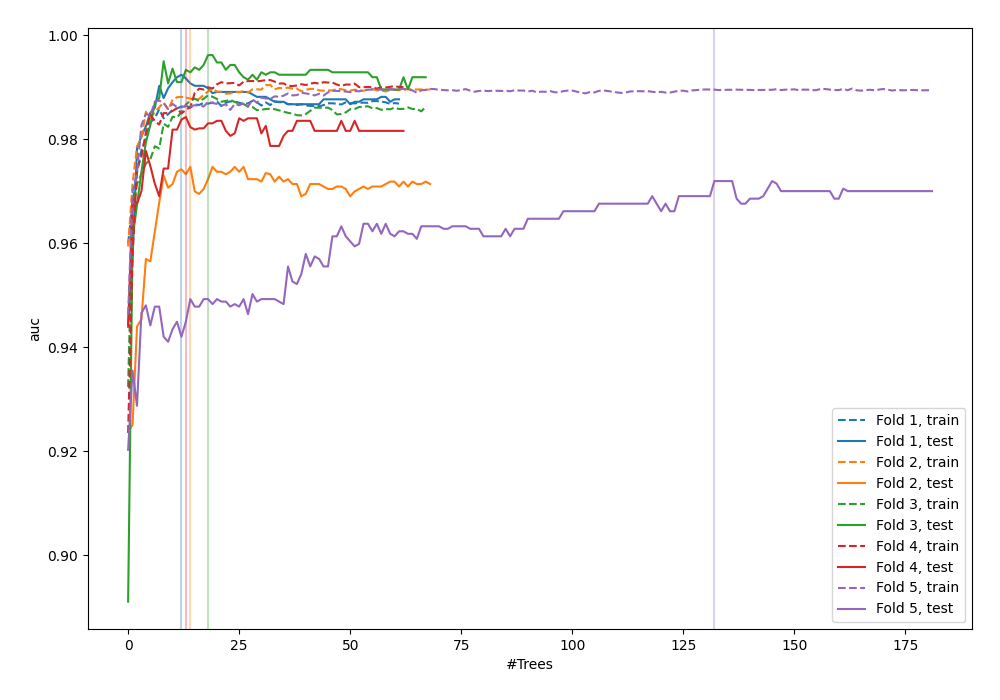 1.00
0.98
0.96
0.94
0.92
0.90
auc
0
25
50
75
100
125
150
175
#Trees
Fold 1, train
Fold 1, test
Fold 2, train
Fold 2, test
Fold 3, train
Fold 3, test
Fold 4, train
Fold 4, test
Fold 5, train
Fold 5, test